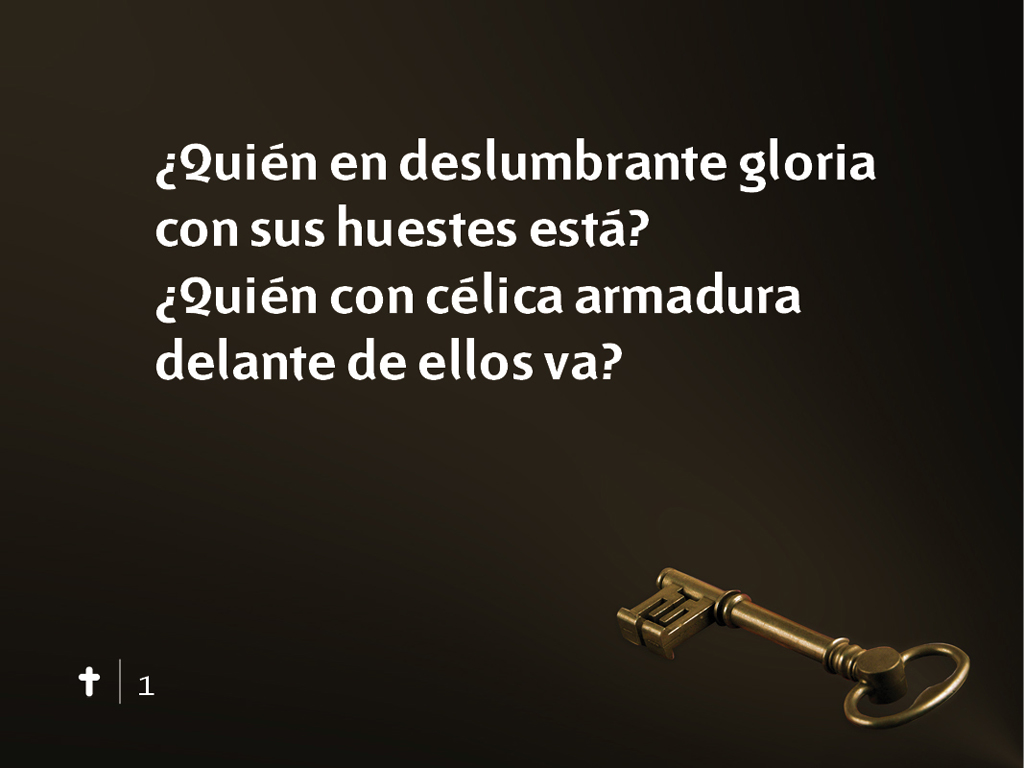 ¿Quién en deslumbrante gloria
con sus huestes está?
¿Quién con célica armadura
delante de ellos va?
1